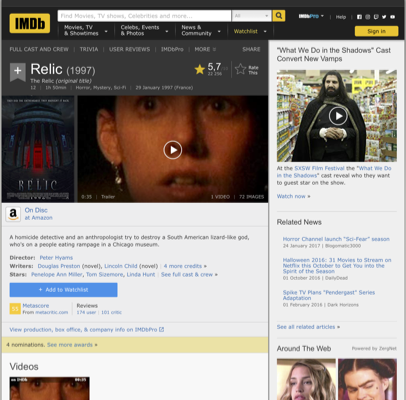 IMDb
Find Movies, TV shows, Celebrities and more...
All
IMDbPro
Help
Movies, TV
& Showtimes
Celebs, Events
& Photos
News &
Community
Watchlist
Sign in
FULL CAST AND CREW | TRIVIA | USER REVIEWS | IMDbPro | MORE
SHARE
Relic (1997)
The Relic (original title)
12 | 1h 50min | Horror, Mystery, Sci-Fi | 29 January 1997 (France)
5,7
Rate
This
THE
RELIC
0:35 | Trailer
1 VIDEO | 72 IMAGES
On Disc
at Amazon
A homicide detective and an anthropologist try to destroy a South American lizard-like god,
who's on a people eating rampage in a Chicago museum.
Director: Peter Hyams
Writers: Douglas Preston (novel), Lincoln Child (novel) | 4 more credits »
Stars: Penelope Ann Miller, Tom Sizemore, Linda Hunt | See full cast & crew »
+ Add to Watchlist
Metascore
From metacritic.com
Reviews
174 user | 101 critic
View production, box office, & company info on IMDbPro
4 nominations. See more awards »
Videos
"What We Do in the Shadows" Cast
Convert New Vamps
At the SXSW Film Festival the "What We Do
in the Shadows" cast reveal who they want
to guest star on the show.
Watch now »
Related News
Horror Channel launch "Sci-Fear" season
24 January 2017 | Blogomatic3000
Halloween 2016: 31 Movies to Stream on
Netflix this October to Get You into the
Spirit of the Season
01 October 2016 | DailyDead
Spike TV Plans "Pendergast" Series
Adaptation
01 February 2016 | Dark Horizons
See all related articles »
Around The Web
Powered by ZergNet